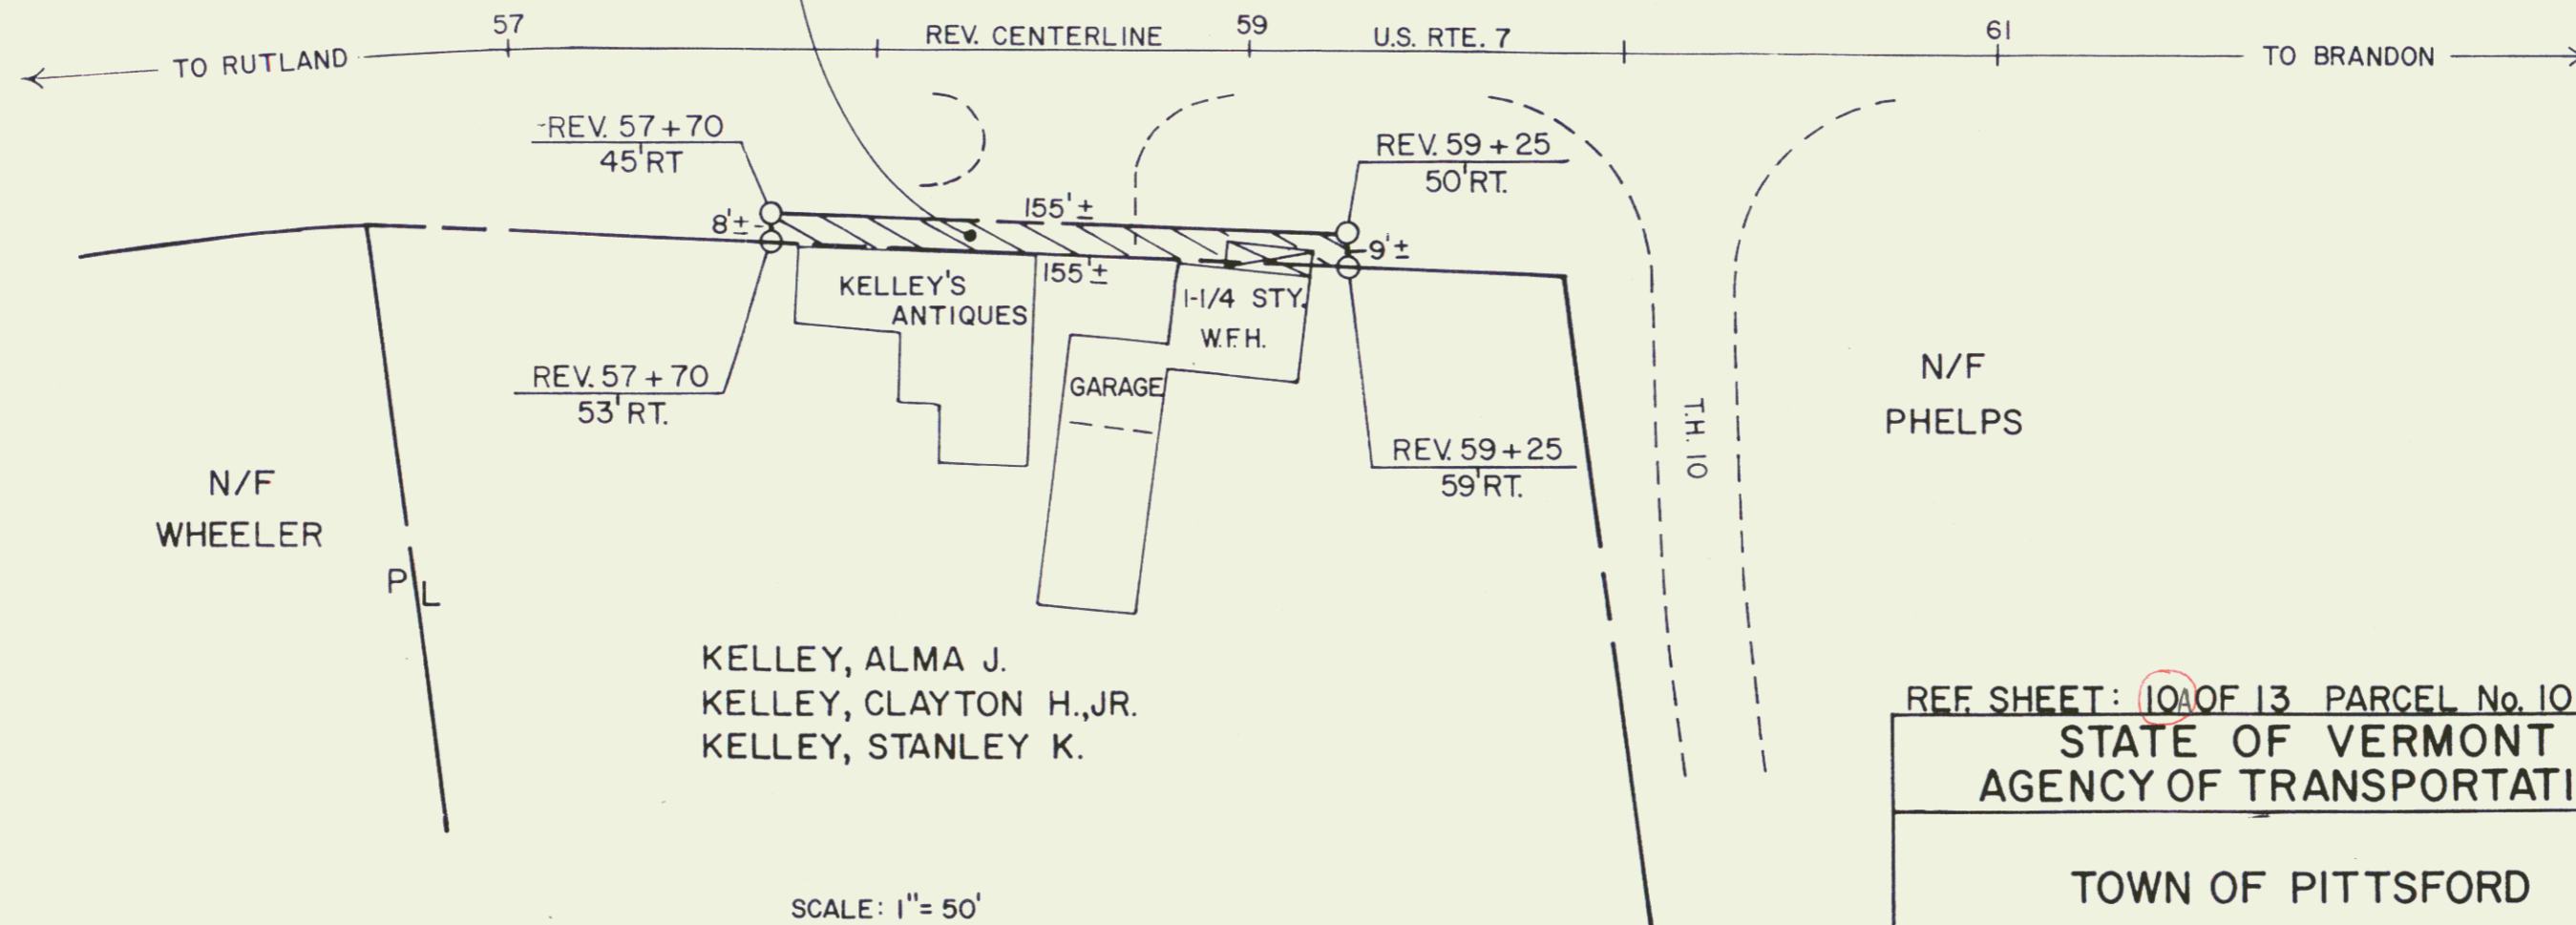 57
REV. CENTERLINE
59
U.S. RTE. 7
61
TO RUTLAND
TO BRANDON
REV. 57+70
45'RT
REV. 59+25
50'RT.
8'±
155'±
9'±
155'±
KELLEY'S
ANTIQUES
1-1/4 STY.
W.F.H.
GARAGE
REV. 57+70
53'RT.
REV. 59+25
59'RT.
T.H. 10
N/F
PHELPS
N/F
WHEELER
P L
KELLEY, ALMA J.
KELLEY, CLAYTON H.,JR.
KELLEY, STANLEY K.
REF. SHEET: 10A OF 13 PARCEL No. 10
STATE OF VERMONT
AGENCY OF TRANSPORTATI
TOWN OF PITTSFORD
SCALE: 1"=50'